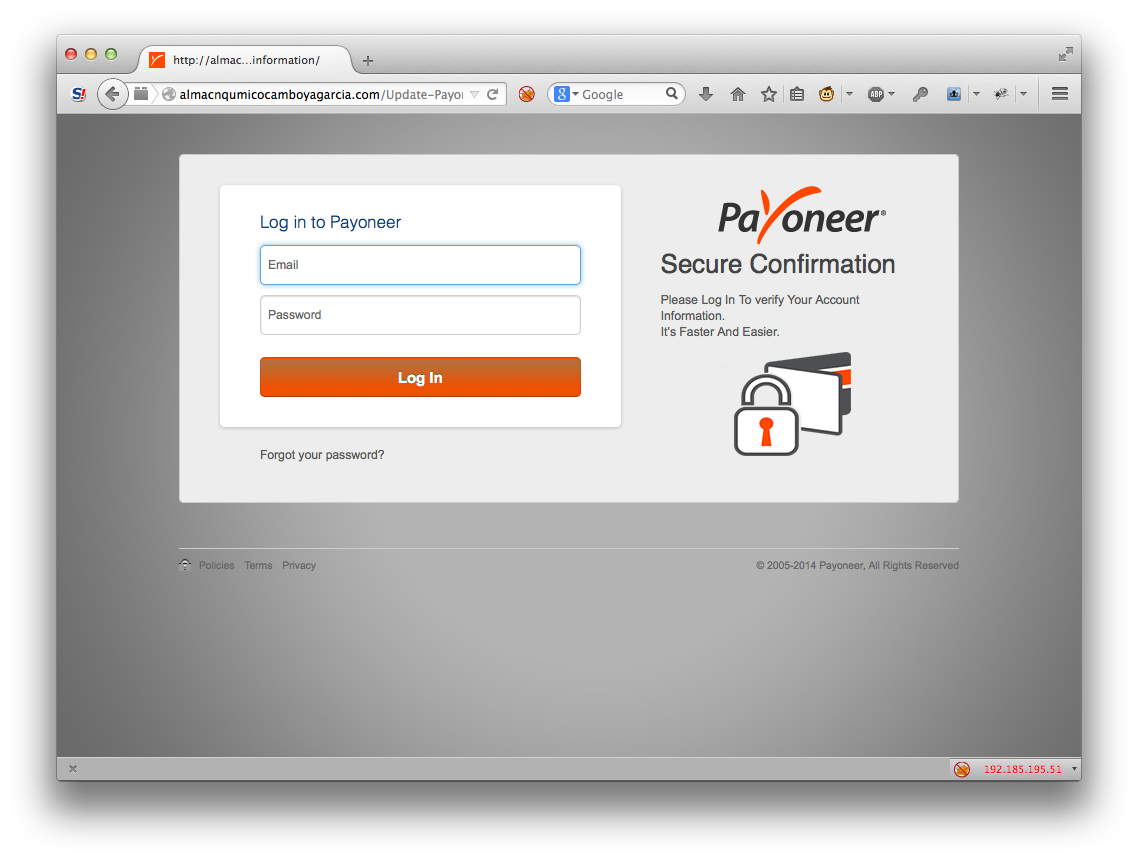 http://almac...information/
S!
almacnqumicocamboyagarcia.com/Update-Payo
8 Google
ABP
Log in to Payoneer
Email
Password
Log In
Forgot your password?
Payoneer®
Secure Confirmation
Please Log In To verify Your Account
Information.
It's Faster And Easier.
Policies Terms Privacy
© 2005-2014 Payoneer, All Rights Reserved
192.185.195.51